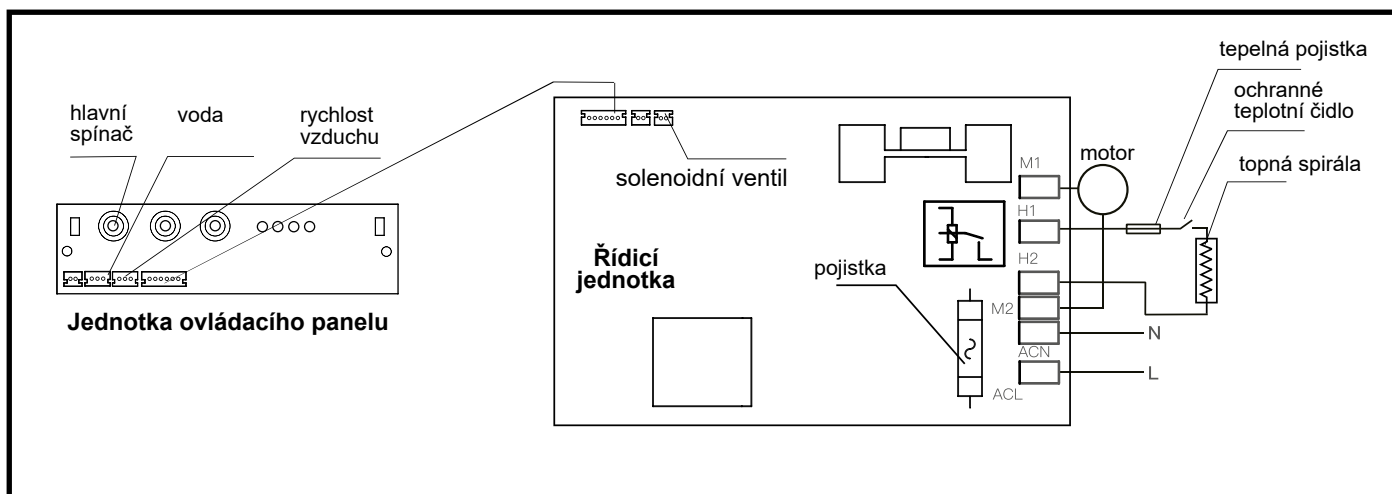 hlavní
spínač
voda
rychlost
vzduchu
Jednotka ovládacího panelu
solenoidní ventil
Řídicí
jednotka
pojistka
M1
H1
H2
M2
ACN
ACL
motor
N
L
tepelná pojistka
ochranné
teplotní čidlo
topná spirála